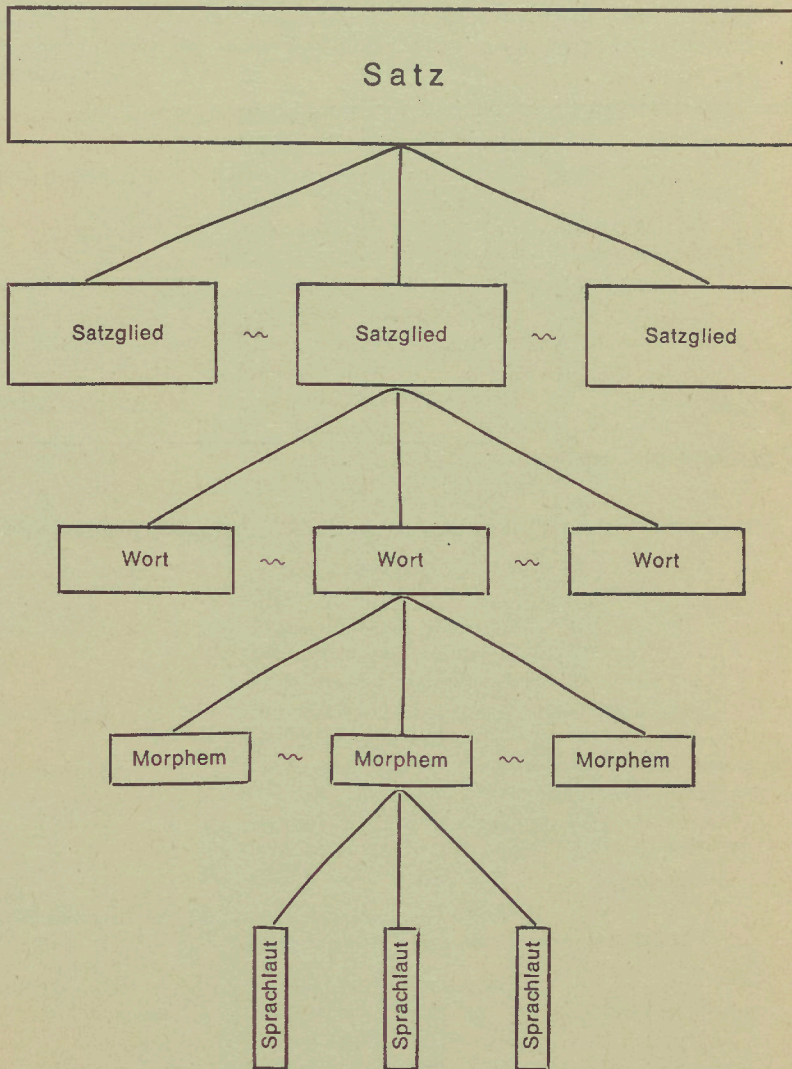 Satz
Satzglied ~ Satzglied ~ Satzglied
Wort ~ Wort ~ Wort
Morphem ~ Morphem ~ Morphem
Sprachlaut Sprachlaut Sprachlaut